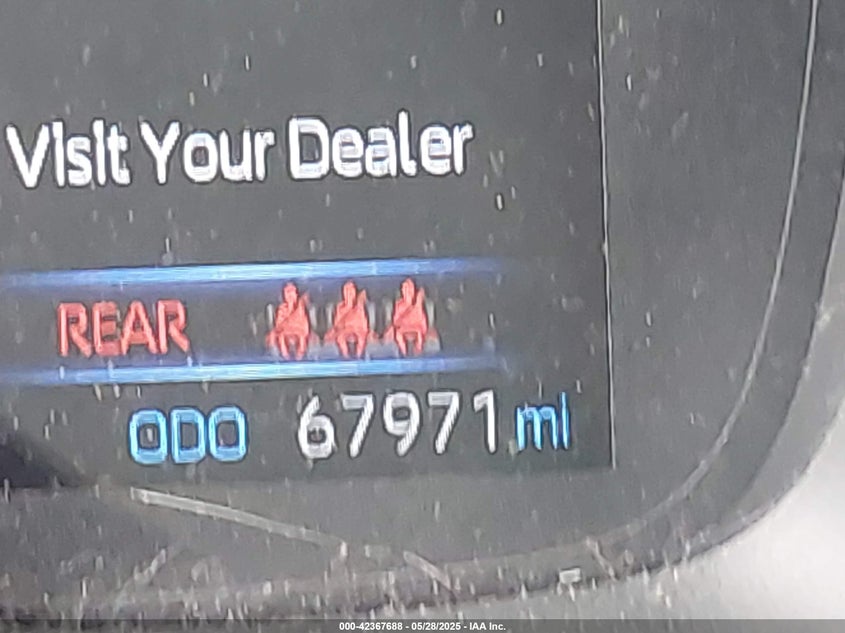 Visit Your Dealer
REAR
ODO 67971 mi
000-42367688 - 05/28/2025 - IAA Inc.